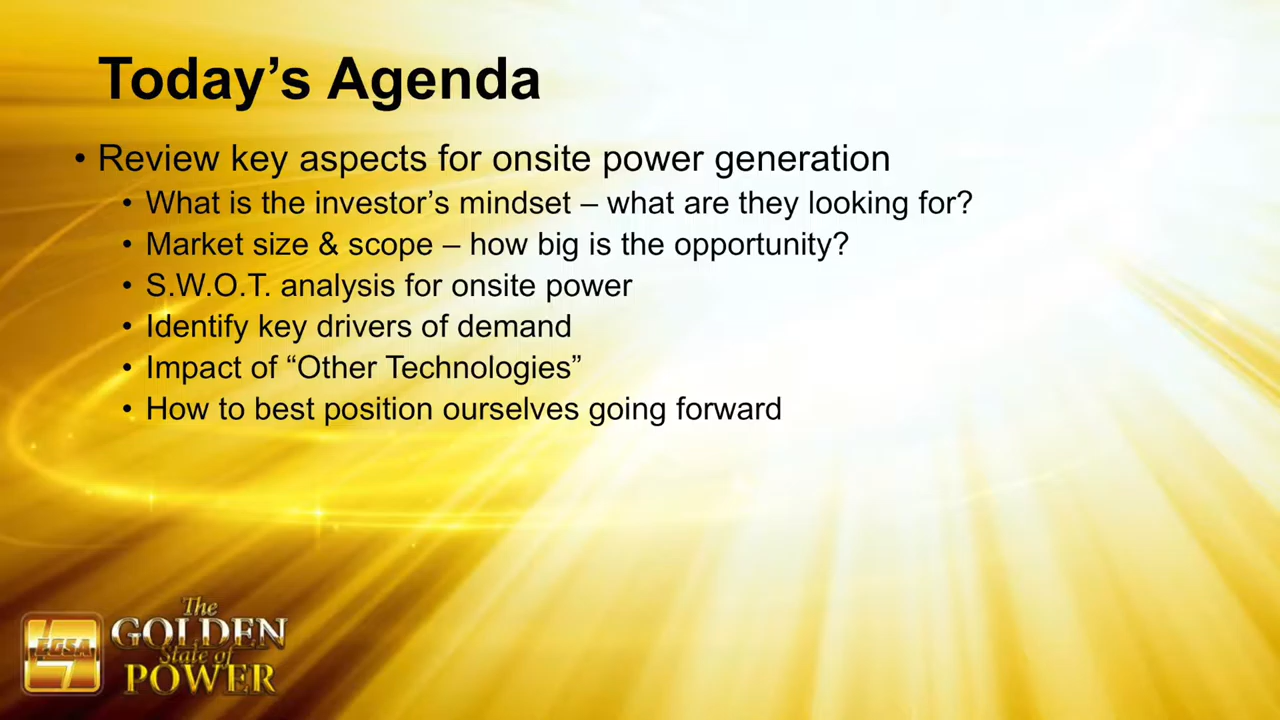 Today’s Agenda
• Review key aspects for onsite power generation
• What is the investor’s mindset – what are they looking for?
• Market size & scope – how big is the opportunity?
• S.W.O.T. analysis for onsite power
• Identify key drivers of demand
• Impact of “Other Technologies”
• How to best position ourselves going forward
EGSA
The
GOLDEN
State of
POWER